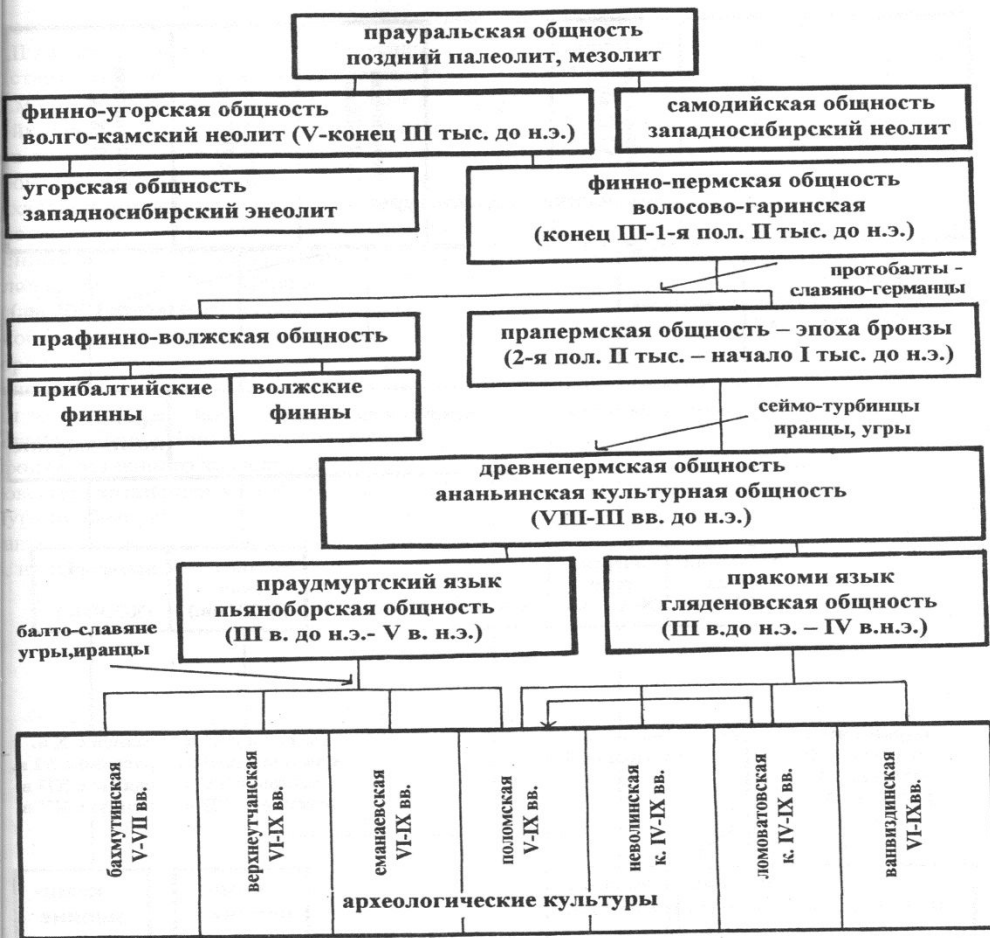 прауральская общность
поздний палеолит, мезолит
финно-угорская общность
волго-камский неолит (V-конец III тыс. до н.э.)
самодийская общность
западносибирский неолит
угорская общность
западносибирский энеолит
финно-пермская общность
волосово-гаринская
(конец III-1-я пол. II тыс. до н.э.)
протобалты -
славяно-германцы
прафинно-волжская общность
прапермская общность – эпоха бронзы
(2-я пол. II тыс. – начало I тыс. до н.э.)
прибалтийские
финны
волжские
финны
сеймо-турбинцы
иранцы, угры
древнепермская общность
ананьинская культурная общность
(VIII-III вв. до н.э.)
праудмуртский язык
пьяноборская общность
(III в. до н.э.- V в. н.э.)
пракоми язык
гляденовская общность
(III в.до н.э. – IV в.н.э.)
балто-славяне
угры,иранцы
бахмутинская
V-VII вв.
верхнеутчанская
VI-IX вв.
еманаевская
VI-IX вв.
поломская
V-IX вв.
неволинская
к. IV-IX вв.
ломоватовская
к. IV-IX вв.
ванвиздинская
VI-IXвв.
археологические культуры